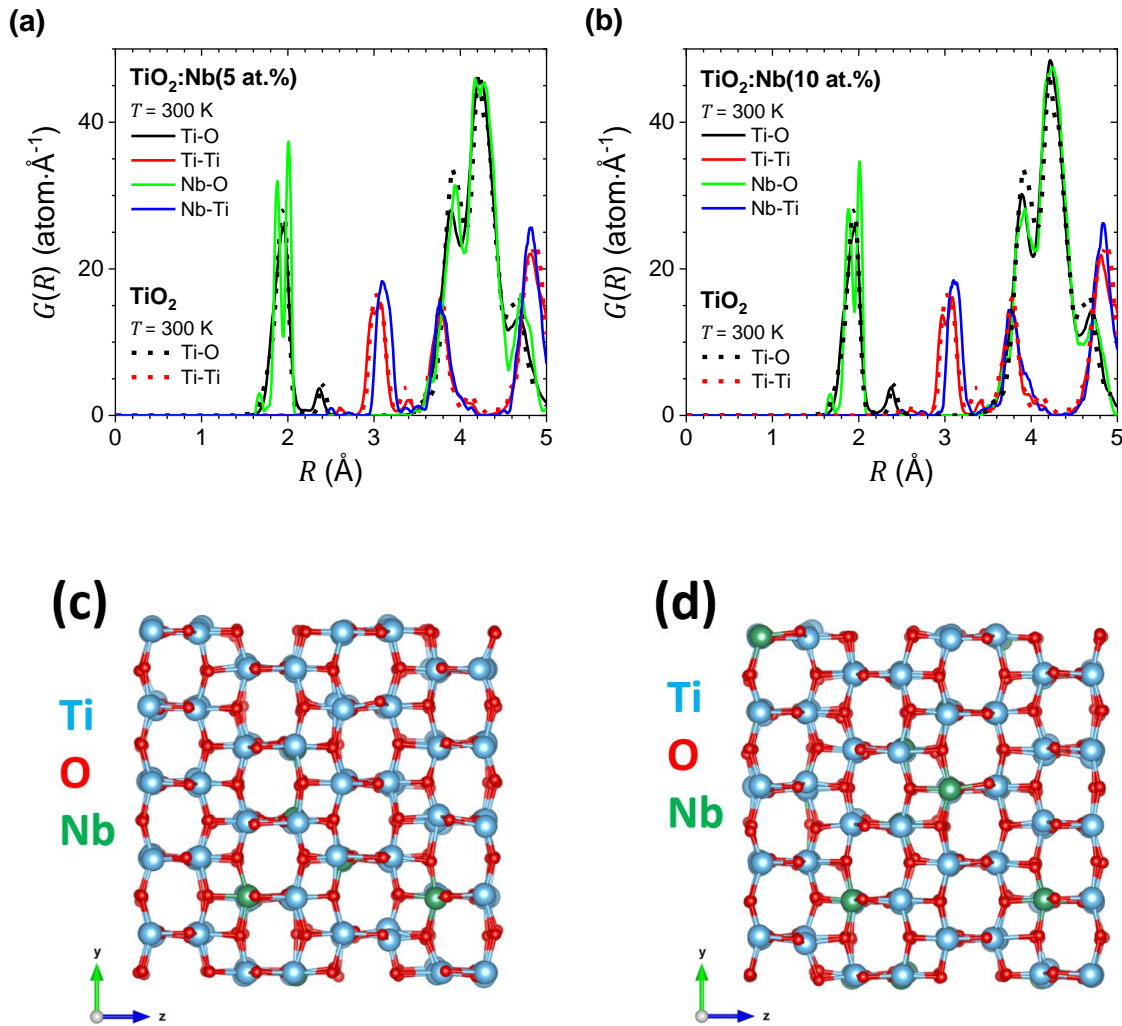 (a)
TiO₂:Nb(5 at.%)
T = 300 K
Ti-O
Ti-Ti
Nb-O
Nb-Ti
TiO₂
T = 300 K
Ti-O
Ti-Ti
40
20
0
0 1 2 3 4 5
G(R) (atom·Å⁻¹)
R (Å)
(b)
TiO₂:Nb(10 at.%)
T = 300 K
Ti-O
Ti-Ti
Nb-O
Nb-Ti
TiO₂
T = 300 K
Ti-O
Ti-Ti
40
20
0
0 1 2 3 4 5
G(R) (atom·Å⁻¹)
R (Å)
(c)
Ti
O
Nb
y
z
(d)
Ti
O
Nb
y
z